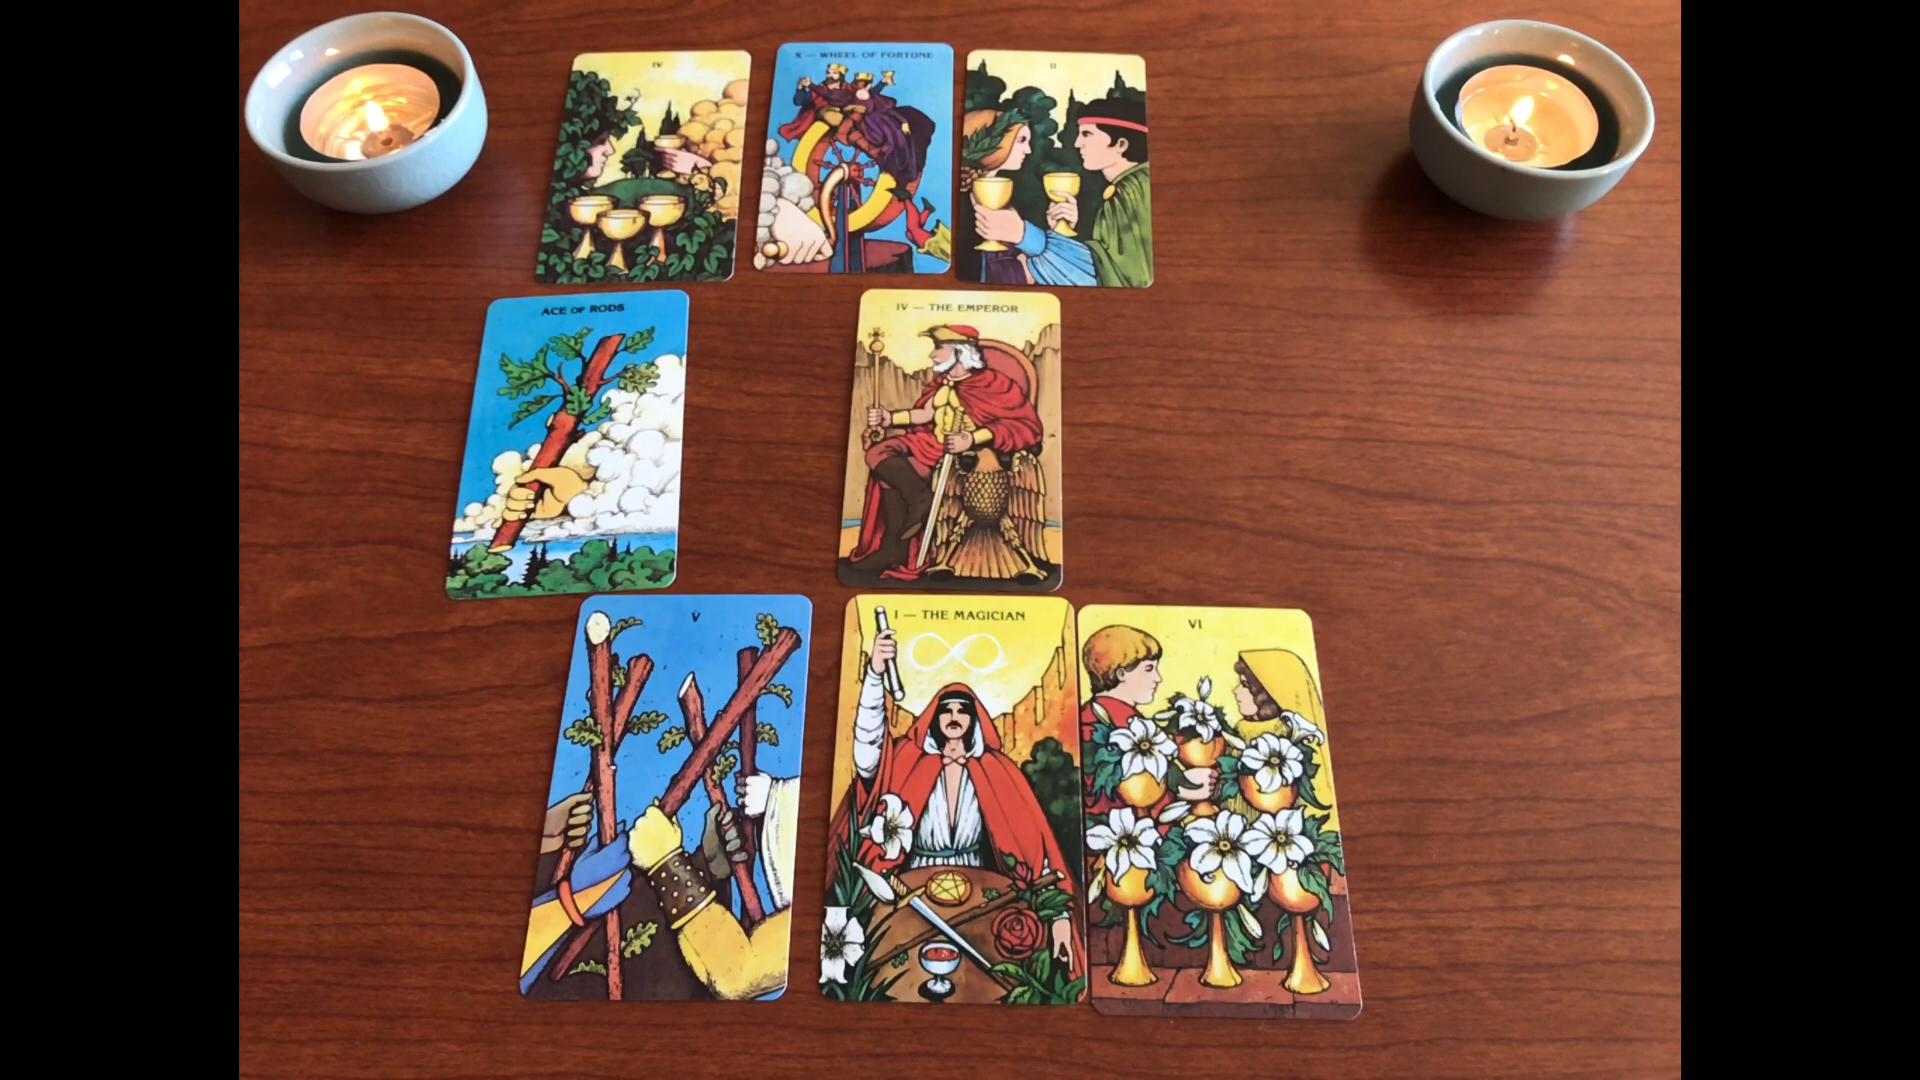 IV
X — WHEEL OF FORTUNE
II
ACE OF RODS
IV — THE EMPEROR
V
I — THE MAGICIAN
VI